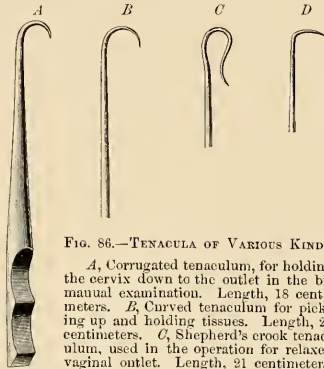 A B C D
FIG. 86.—TENACULA OF VARIOUS KIND
A, Corrugated tenaculum, for holdin
the cervix down to the outlet in the b
manual examination. Length, 18 cent
meters. B, Curved tenaculum for pick
ing up and holding tissues. Length, 2
centimeters. C, Shepherd's crook tenac
ulum, used in the operation for relaxe
vaginal outlet. Length, 21 centimeter